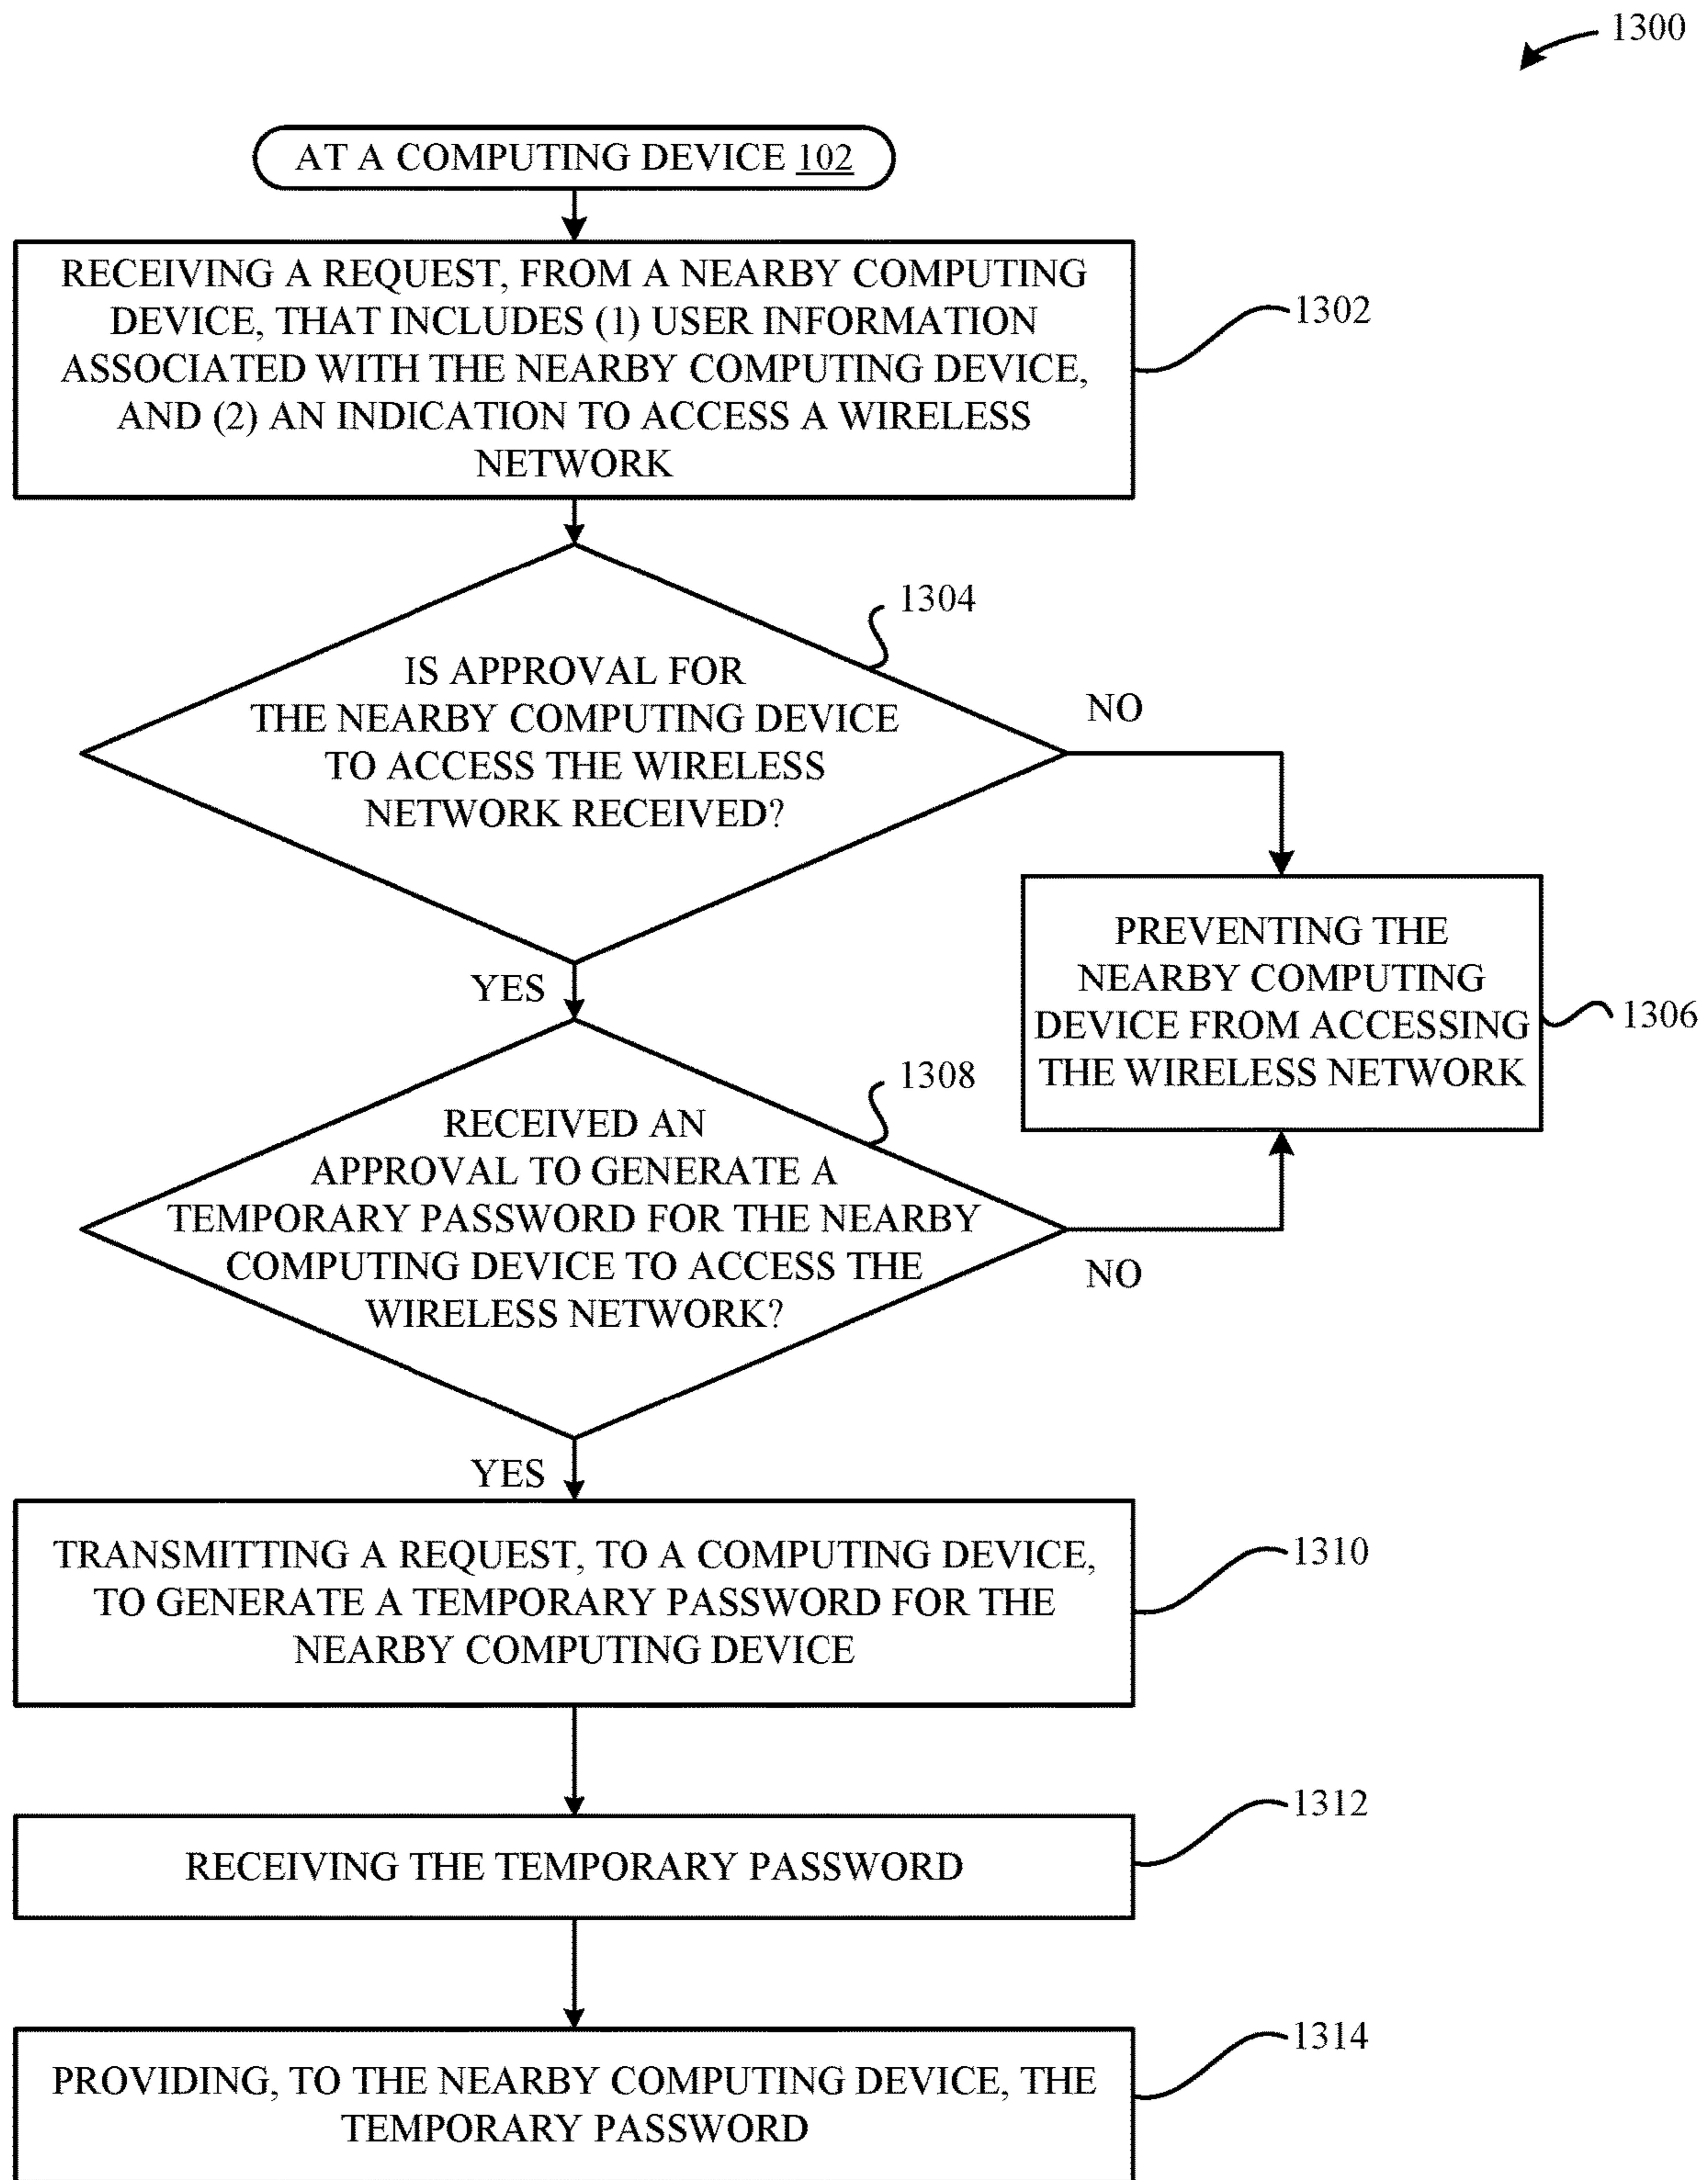 1300
AT A COMPUTING DEVICE 102
RECEIVING A REQUEST, FROM A NEARBY COMPUTING
DEVICE, THAT INCLUDES (1) USER INFORMATION
ASSOCIATED WITH THE NEARBY COMPUTING DEVICE,
AND (2) AN INDICATION TO ACCESS A WIRELESS
NETWORK
1302
1304
IS APPROVAL FOR
THE NEARBY COMPUTING DEVICE
TO ACCESS THE WIRELESS
NETWORK RECEIVED?
NO
PREVENTING THE
NEARBY COMPUTING
DEVICE FROM ACCESSING
THE WIRELESS NETWORK
1306
YES
1308
RECEIVED AN
APPROVAL TO GENERATE A
TEMPORARY PASSWORD FOR THE NEARBY
COMPUTING DEVICE TO ACCESS THE
WIRELESS NETWORK?
NO
YES
TRANSMITTING A REQUEST, TO A COMPUTING DEVICE,
TO GENERATE A TEMPORARY PASSWORD FOR THE
NEARBY COMPUTING DEVICE
1310
RECEIVING THE TEMPORARY PASSWORD
1312
PROVIDING, TO THE NEARBY COMPUTING DEVICE, THE
TEMPORARY PASSWORD
1314